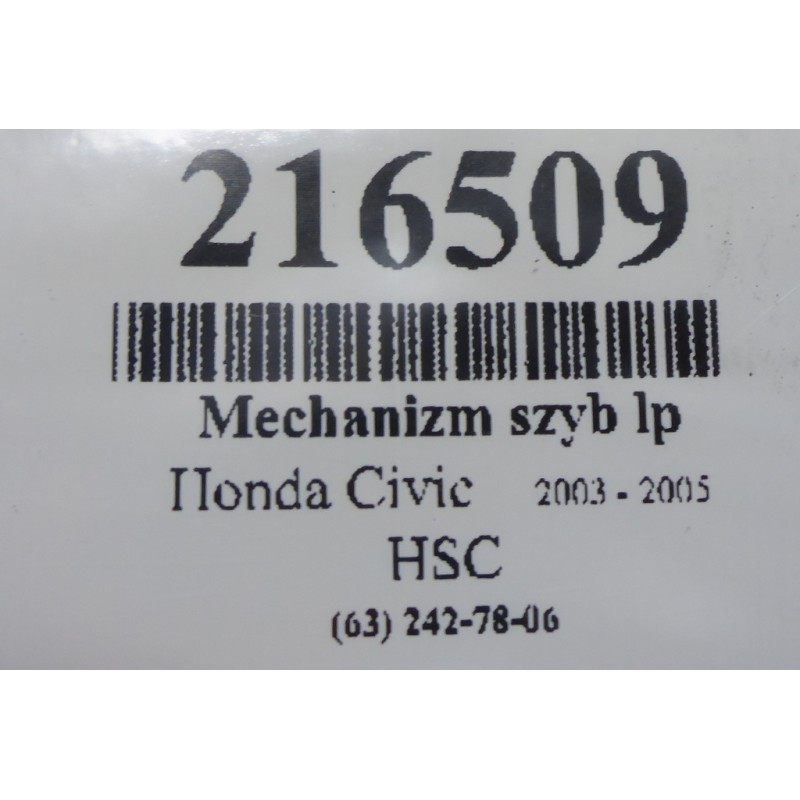 216509
Mechanizm szyb lp
Honda Civic 2003 - 2005
HSC
(63) 242-78-06